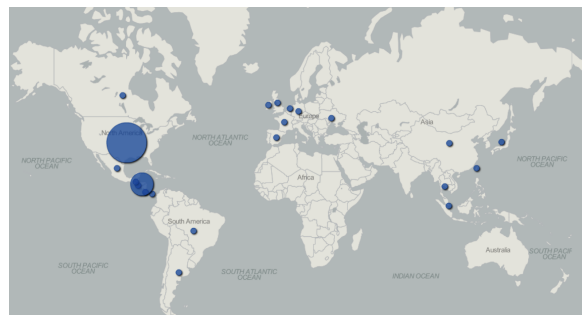 North America
Europe
Asia
NORTH ATLANTIC
OCEAN
NORTH PACIFIC
OCEAN
NORTH PACIFIC
OCEAN
Africa
South America
Australia
SOUTH PACIFIC
OCEAN
SOUTH ATLANTIC
OCEAN
INDIAN OCEAN
SOUTH PACIF
OCEAN